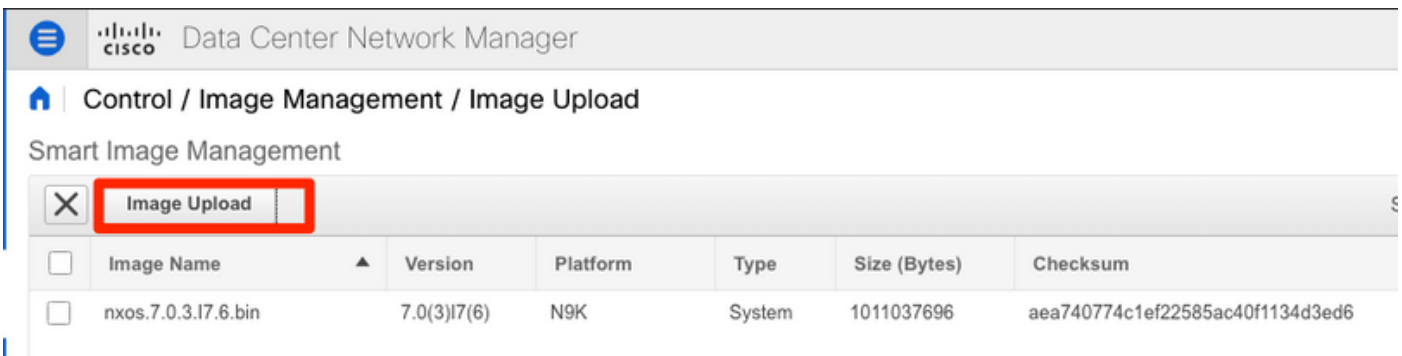 cisco Data Center Network Manager
Control / Image Management / Image Upload
Smart Image Management
Image Upload
Image Name Version Platform Type Size (Bytes) Checksum
nxos.7.0.3.I7.6.bin 7.0(3)I7(6) N9K System 1011037696 aea740774c1ef22585ac40f1134d3ed6